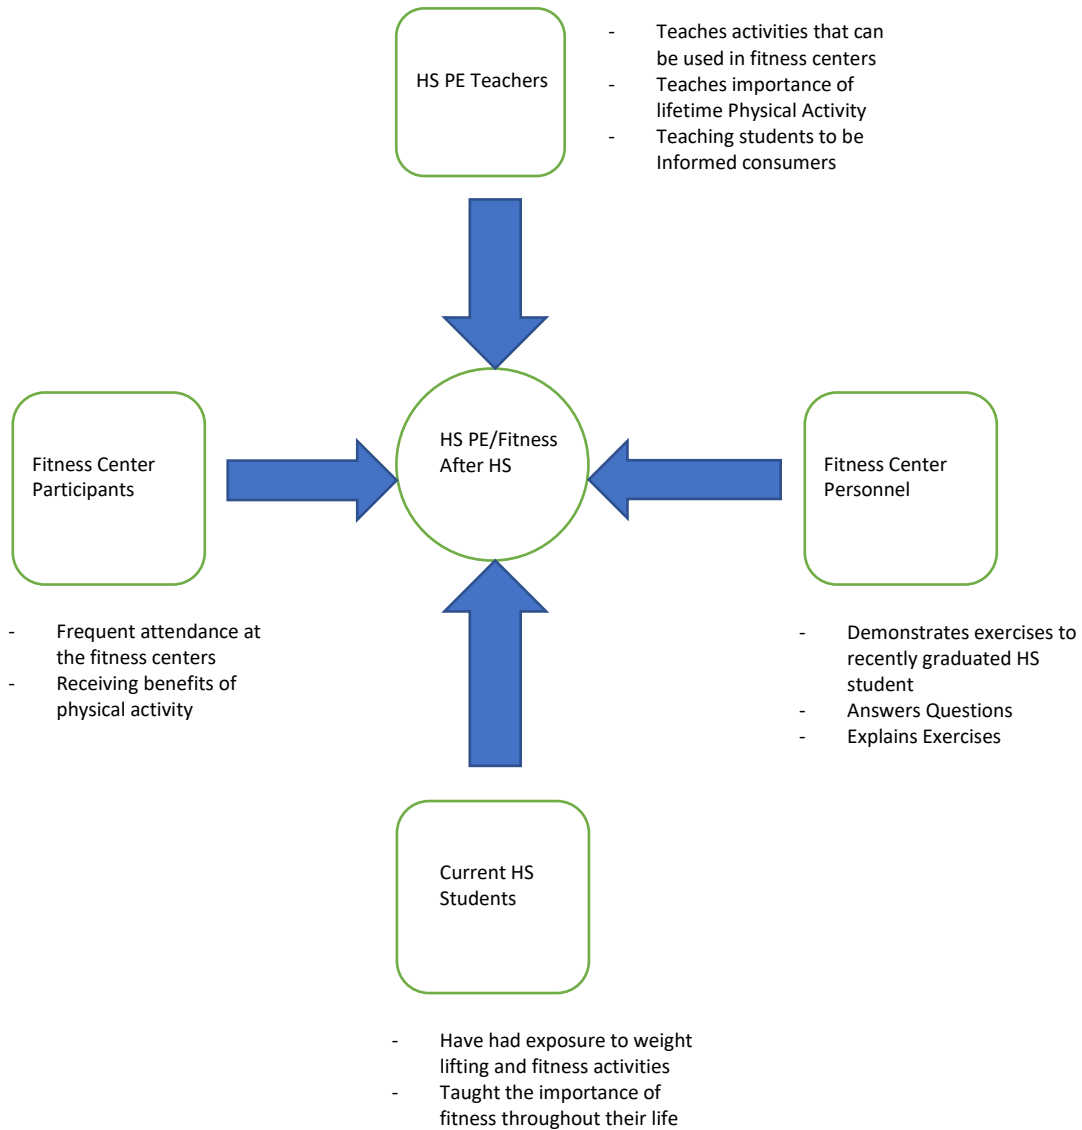 HS PE Teachers
- Teaches activities that can
be used in fitness centers
- Teaches importance of
lifetime Physical Activity
- Teaching students to be
Informed consumers
Fitness Center
Participants
HS PE/Fitness
After HS
Fitness Center
Personnel
- Frequent attendance at
the fitness centers
- Receiving benefits of
physical activity
- Demonstrates exercises to
recently graduated HS
student
- Answers Questions
- Explains Exercises
Current HS
Students
- Have had exposure to weight
lifting and fitness activities
- Taught the importance of
fitness throughout their life